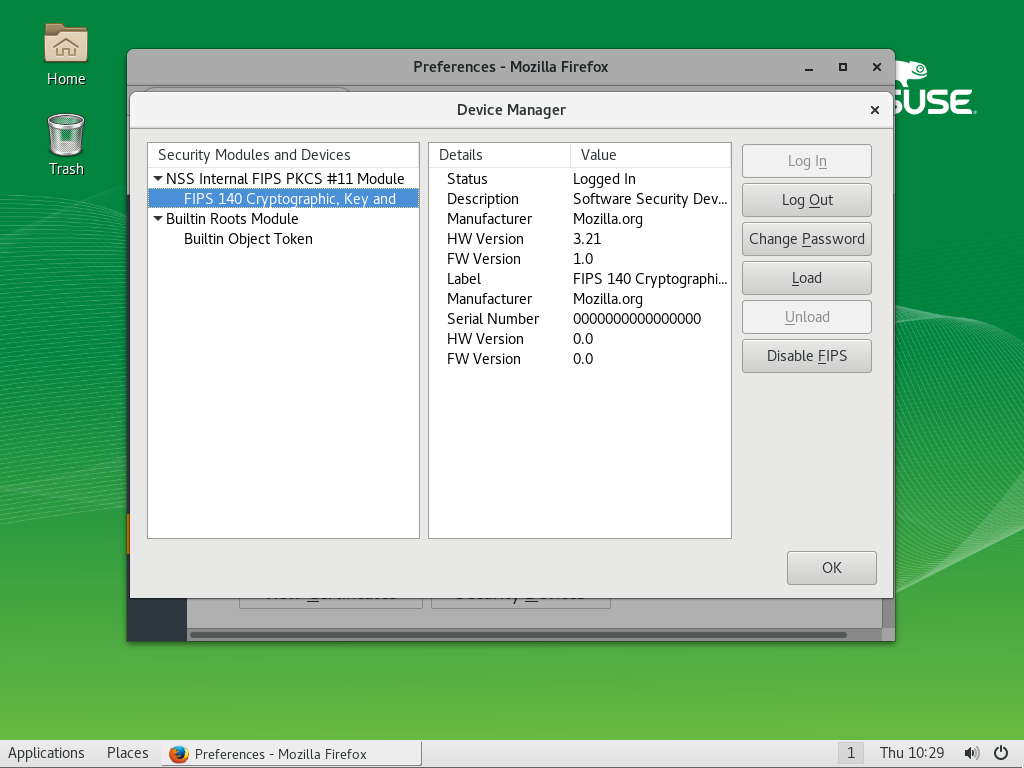 Home
Trash
Preferences - Mozilla Firefox
SUSE
Device Manager
Security Modules and Devices
NSS Internal FIPS PKCS #11 Module
FIPS 140 Cryptographic, Key and
Builtin Roots Module
Builtin Object Token
Details Value
Status Logged In
Description Software Security Dev...
Manufacturer Mozilla.org
HW Version 3.21
FW Version 1.0
Label FIPS 140 Cryptographi...
Manufacturer Mozilla.org
Serial Number 0000000000000000
HW Version 0.0
FW Version 0.0
Log In
Log Out
Change Password
Load
Unload
Disable FIPS
OK
View Certificates Security Devices
Applications Places Preferences - Mozilla Firefox 1 Thu 10:29